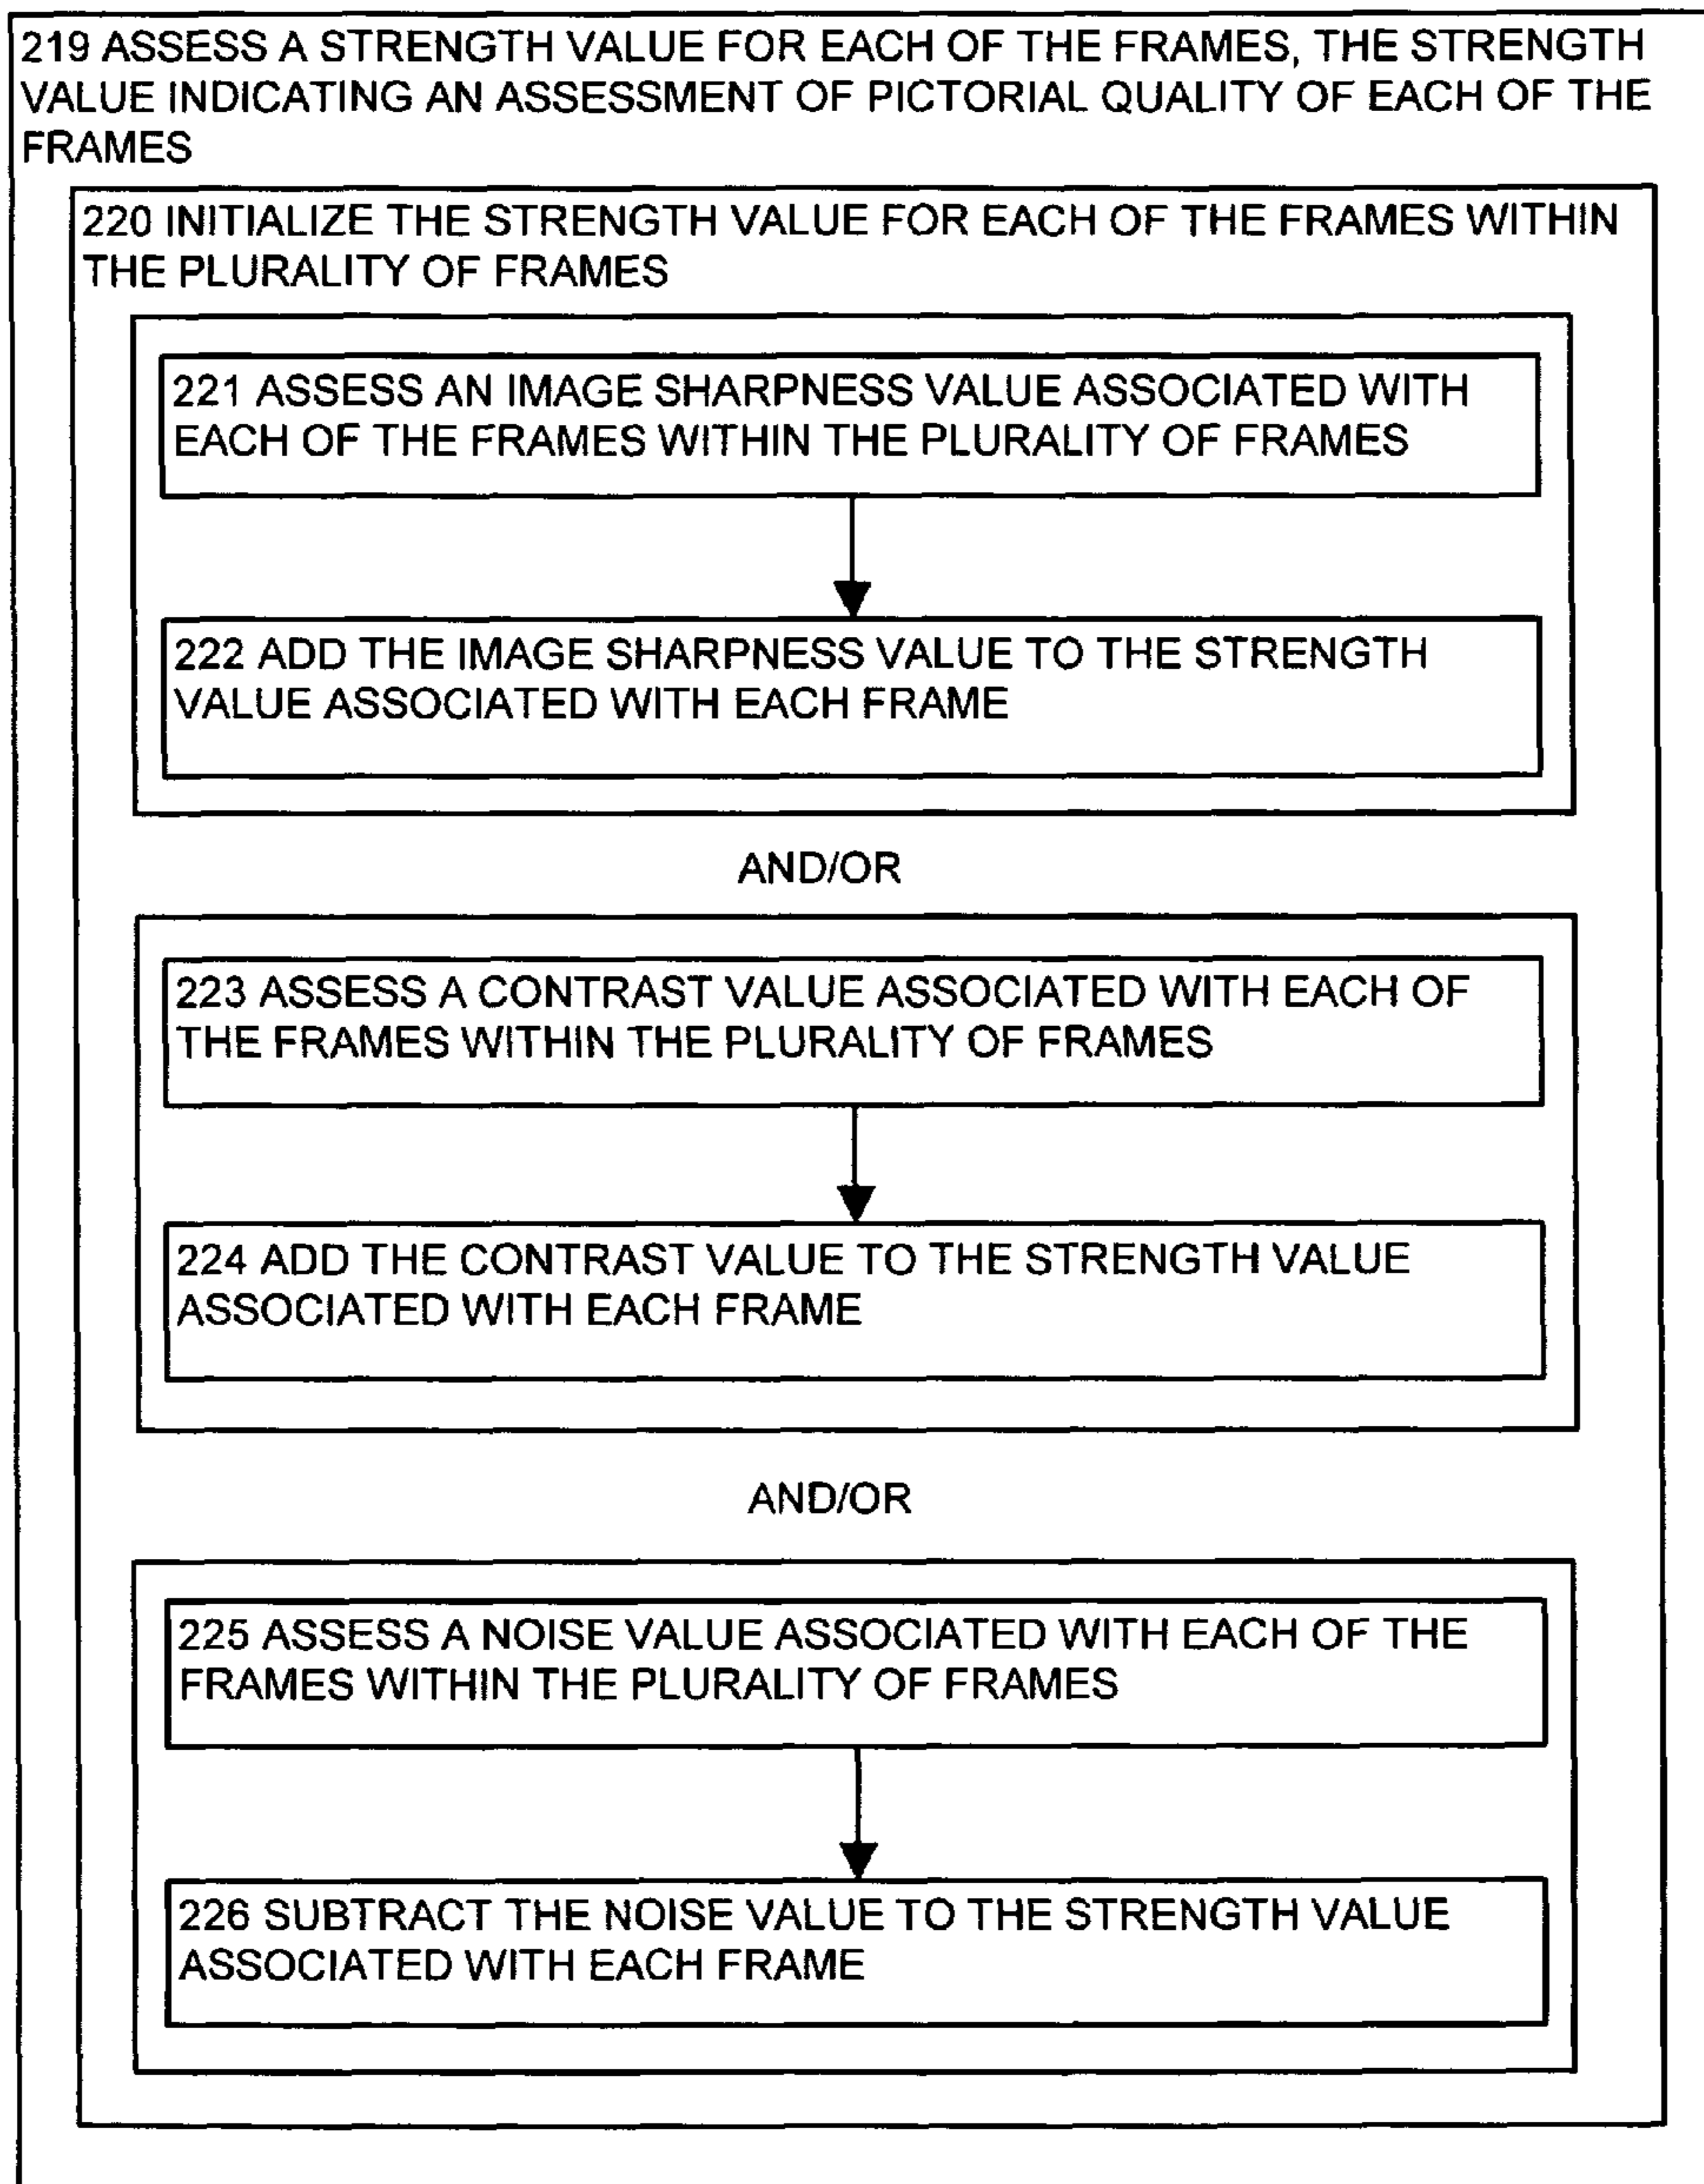 219 ASSESS A STRENGTH VALUE FOR EACH OF THE FRAMES, THE STRENGTH
VALUE INDICATING AN ASSESSMENT OF PICTORIAL QUALITY OF EACH OF THE
FRAMES
220 INITIALIZE THE STRENGTH VALUE FOR EACH OF THE FRAMES WITHIN
THE PLURALITY OF FRAMES
221 ASSESS AN IMAGE SHARPNESS VALUE ASSOCIATED WITH
EACH OF THE FRAMES WITHIN THE PLURALITY OF FRAMES
222 ADD THE IMAGE SHARPNESS VALUE TO THE STRENGTH
VALUE ASSOCIATED WITH EACH FRAME
AND/OR
223 ASSESS A CONTRAST VALUE ASSOCIATED WITH EACH OF
THE FRAMES WITHIN THE PLURALITY OF FRAMES
224 ADD THE CONTRAST VALUE TO THE STRENGTH VALUE
ASSOCIATED WITH EACH FRAME
AND/OR
225 ASSESS A NOISE VALUE ASSOCIATED WITH EACH OF THE
FRAMES WITHIN THE PLURALITY OF FRAMES
226 SUBTRACT THE NOISE VALUE TO THE STRENGTH VALUE
ASSOCIATED WITH EACH FRAME